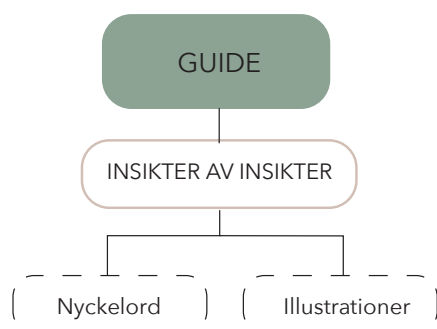 GUIDE
INSIKTER AV INSIKTER
Nyckelord
Illustrationer